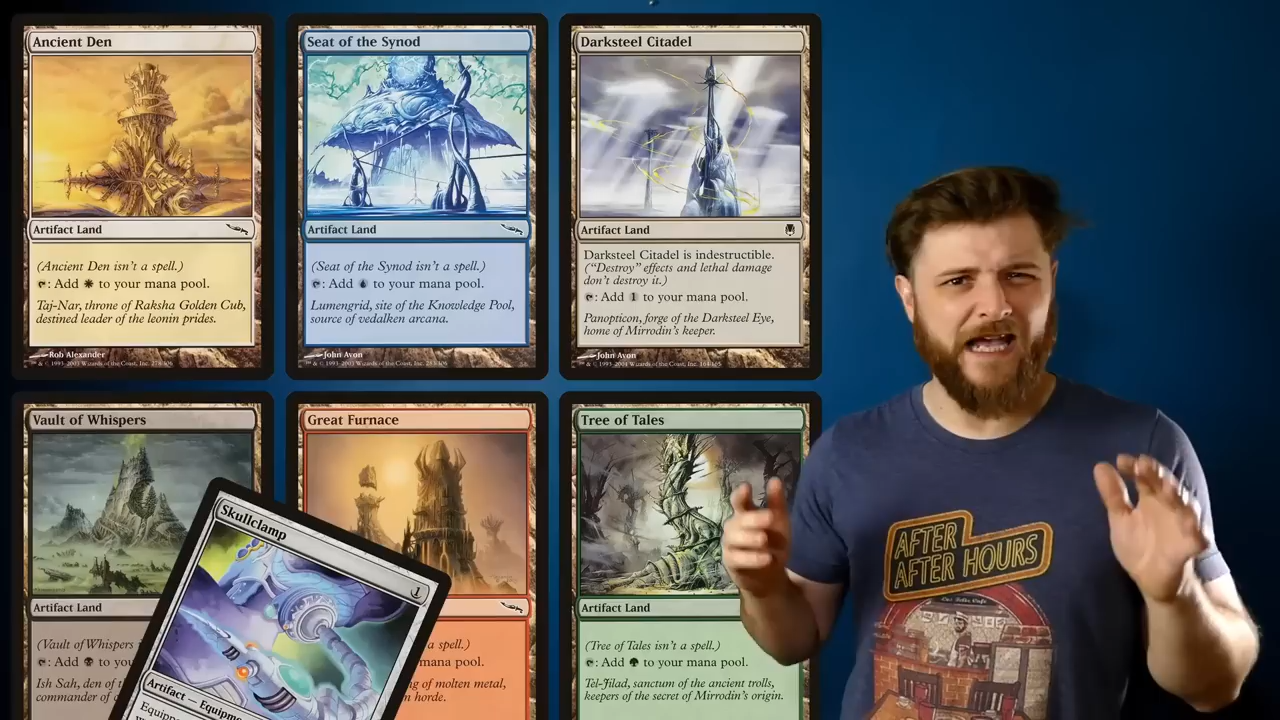 Ancient Den
Artifact Land
(Ancient Den isn't a spell.)
: Add to your mana pool.
Taj-Nar, throne of Raksha Golden Cub,
destined leader of the leonin prides.
Rob Alexander
Seat of the Synod
Artifact Land
(Seat of the Synod isn't a spell.)
: Add to your mana pool.
Lumengrid, site of the Knowledge Pool,
source of vedalken arcana.
John Avon
Darksteel Citadel
Artifact Land
Darksteel Citadel is indestructible.
("Destroy" effects and lethal damage
don't destroy it.)
: Add 1 to your mana pool.
Panopticon, forge of the Darksteel Eye,
home of Mirrodin's keeper.
John Avon
Vault of Whispers
Artifact Land
(Vault of Whispers
: Add to you
Ish Sah, den of
commander of
Skullclamp
1
Artifact — Equipme
Great Furnace
a spell.)
mana pool.
of molten metal,
horde.
Tree of Tales
Artifact Land
(Tree of Tales isn't a spell.)
: Add to your mana pool.
Tel-Jilad, sanctum of the ancient trolls,
keepers of the secret of Mirrodin's origin.
AFTER
AFTER HOURS